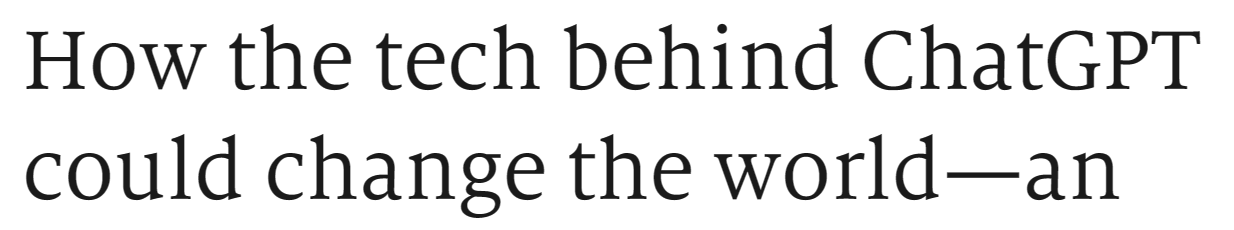 How the tech behind ChatGPT
could change the world—an